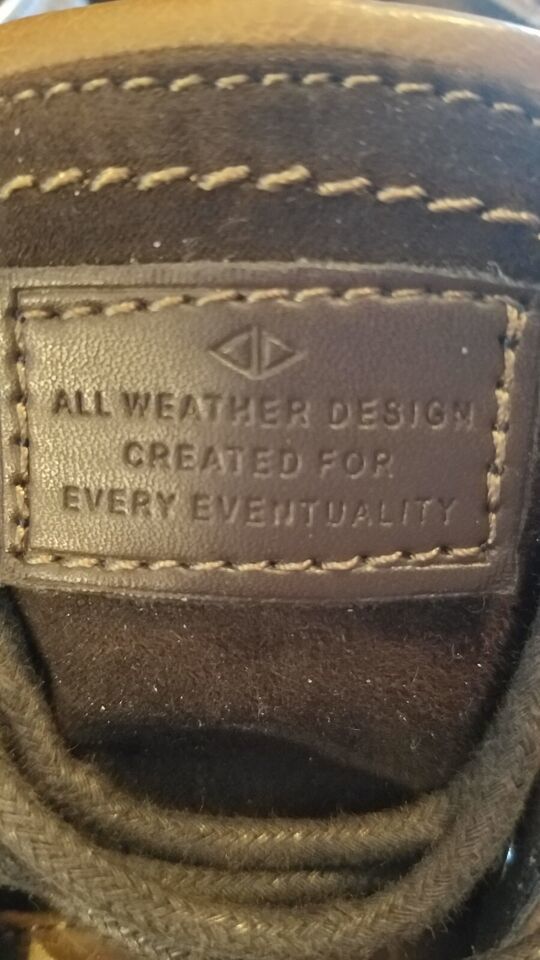 ALL WEATHER DESIGN
CREATED FOR
EVERY EVENTUALITY